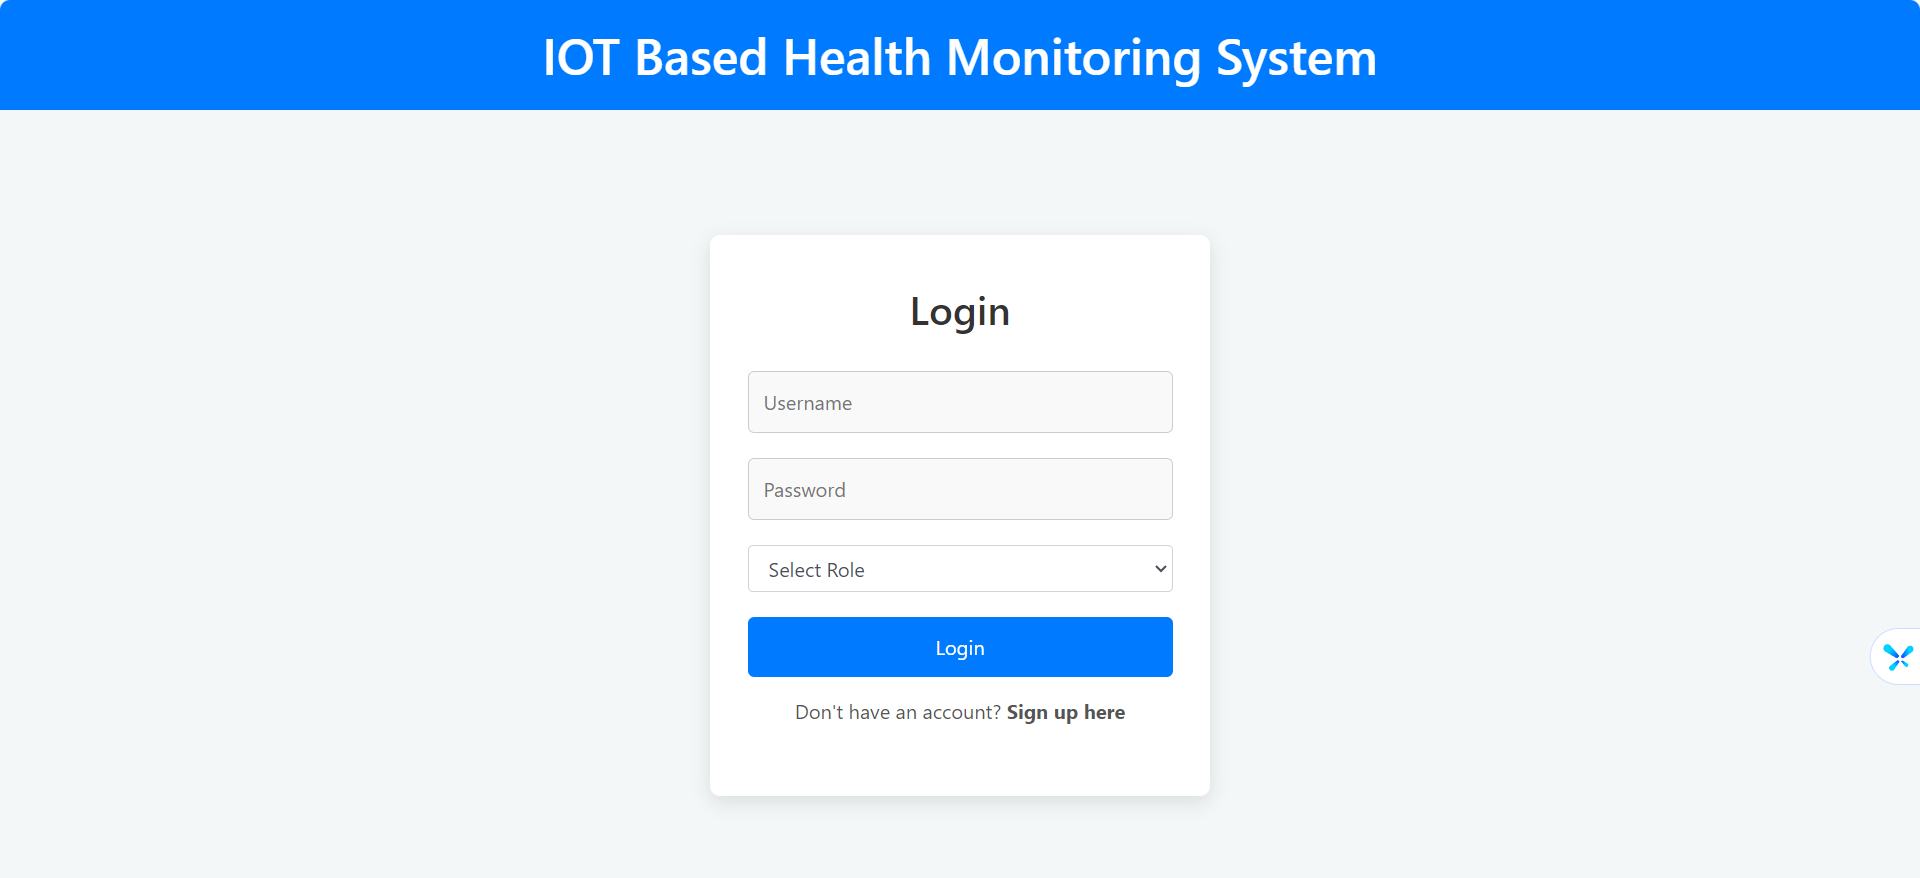 IOT Based Health Monitoring System
Login
Username
Password
Select Role
Login
Don't have an account? Sign up here